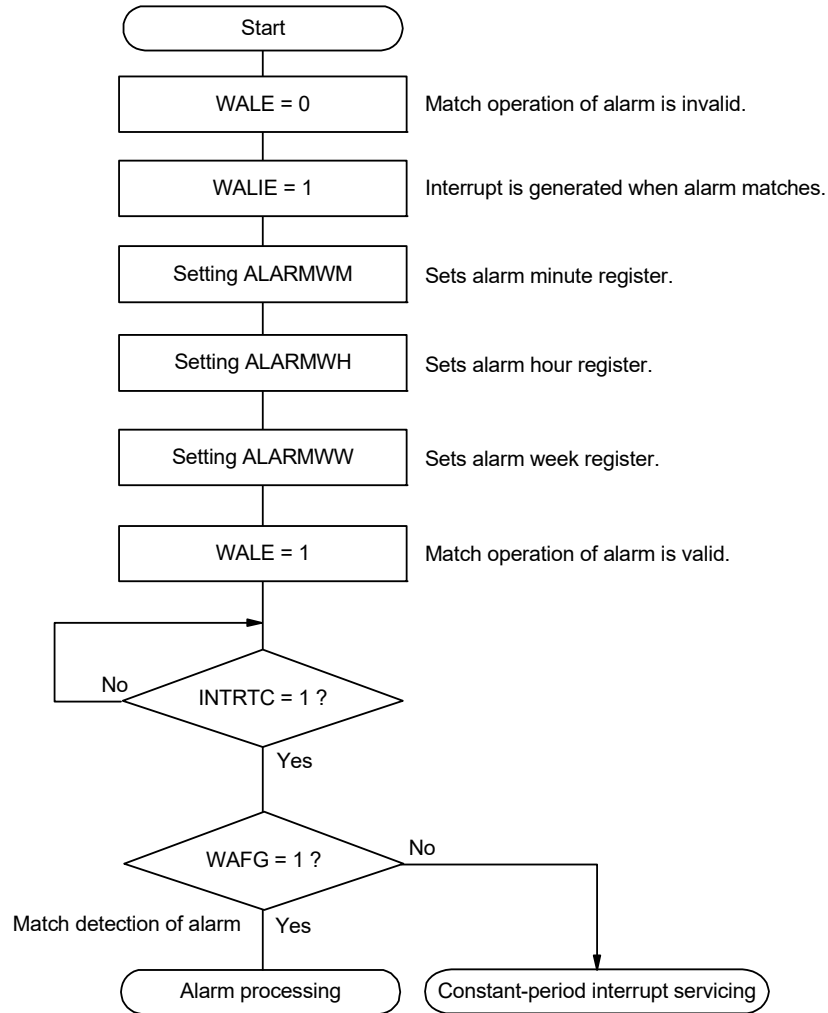 Start
WALE = 0
Match operation of alarm is invalid.
WALIE = 1
Interrupt is generated when alarm matches.
Setting ALARMWM
Sets alarm minute register.
Setting ALARMWH
Sets alarm hour register.
Setting ALARMWW
Sets alarm week register.
WALE = 1
Match operation of alarm is valid.
No
INTRTC = 1 ?
Yes
WAFG = 1 ?
No
Match detection of alarm
Yes
Alarm processing
Constant-period interrupt servicing